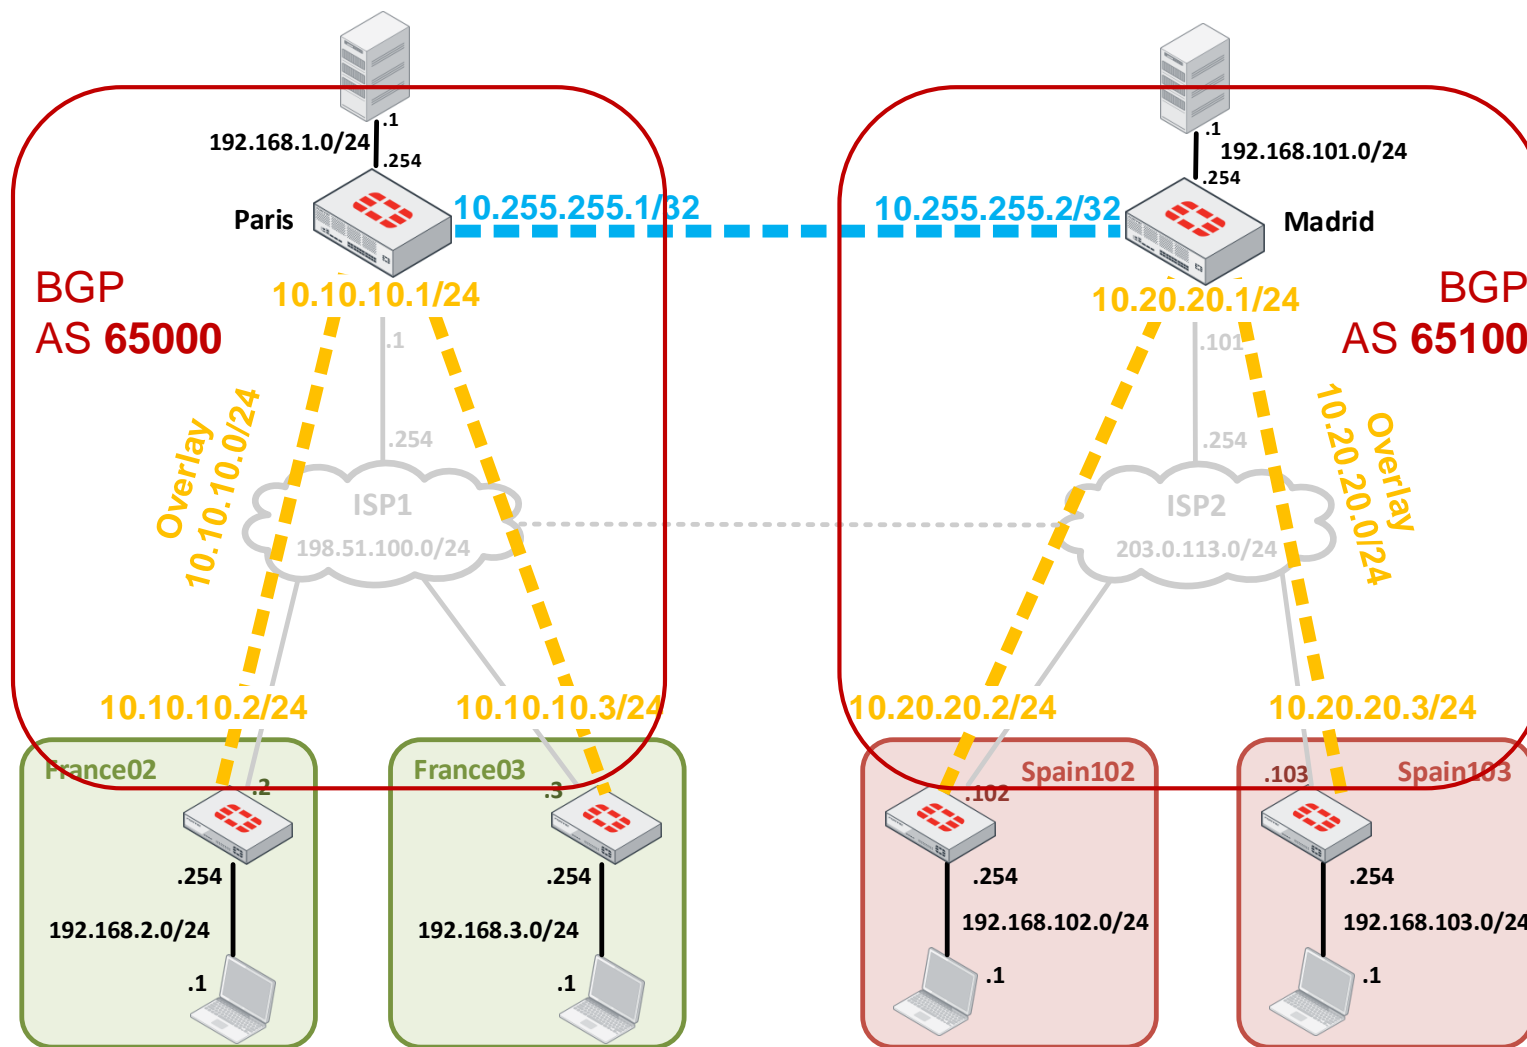 .1
192.168.1.0/24
.254
Paris
10.255.255.1/32
10.255.255.2/32
.1
192.168.101.0/24
.254
Madrid
BGP
AS 65000
10.10.10.1/24
.1
10.20.20.1/24
.101
BGP
AS 65100
Overlay
10.10.10.0/24
.254
ISP1
198.51.100.0/24
.254
ISP2
203.0.113.0/24
Overlay
10.20.20.0/24
10.10.10.2/24
10.10.10.3/24
10.20.20.2/24
10.20.20.3/24
France02
.2
France03
.3
Spain102
.102
Spain103
.103
.254
192.168.2.0/24
.1
.254
192.168.3.0/24
.1
.254
192.168.102.0/24
.1
.254
192.168.103.0/24
.1